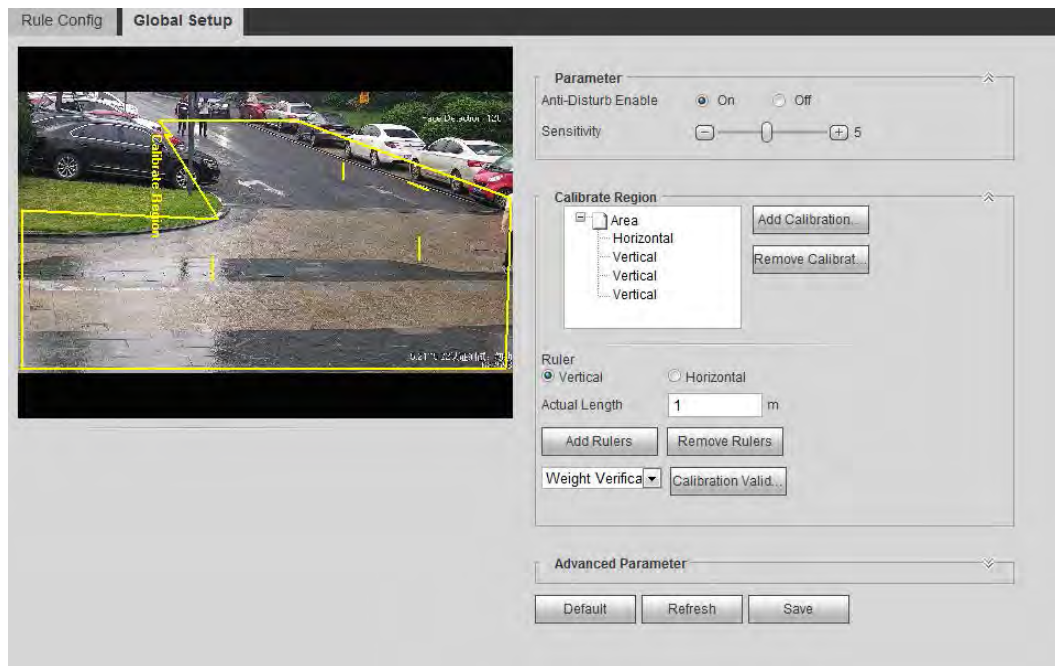 Rule Config Global Setup
Calibrate Region
Parameter
Anti-Disturb Enable On Off
Sensitivity - + 5
Calibrate Region
Area
Horizontal
Vertical
Vertical
Vertical
Add Calibration...
Remove Calibrat...
Ruler
Vertical Horizontal
Actual Length 1 m
Add Rulers Remove Rulers
Weight Verifica Calibration Valid...
Advanced Parameter
Default Refresh Save